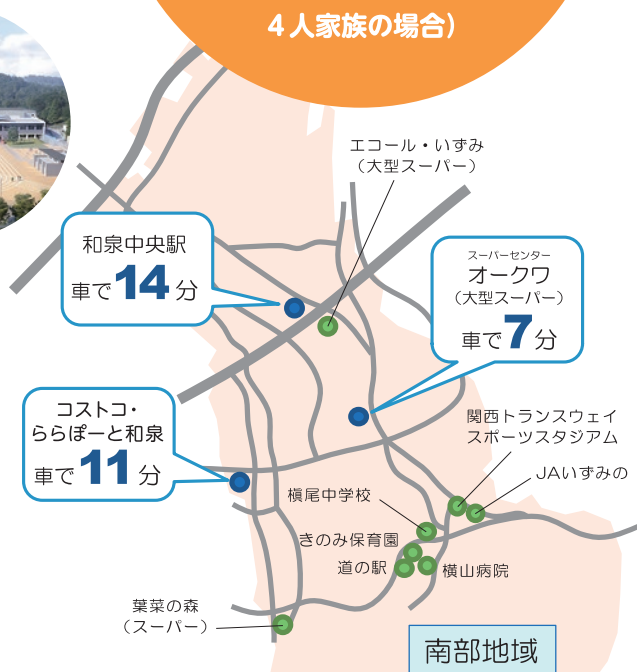 4人家族の場合）
エコール・いずみ
（大型スーパー）
和泉中央駅
車で14分
スーパーセンター
オークワ
（大型スーパー）
車で7分
コストコ・
ららぽーと和泉
車で11分
関西トランスウェイ
スポーツスタジアム
JAいずみの
槇尾中学校
きのみ保育園
道の駅
横山病院
葉菜の森
（スーパー）
南部地域